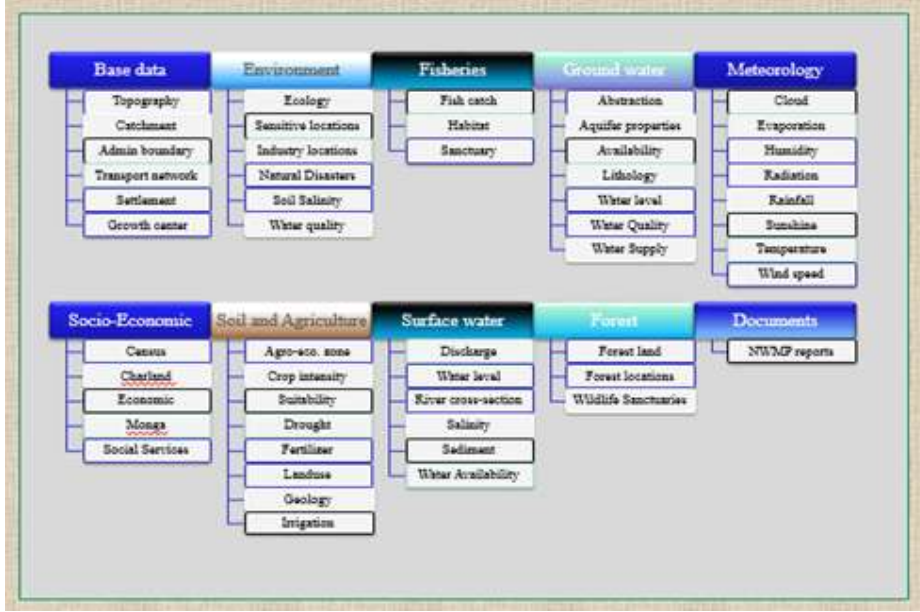 Base data
Topography
Catchment
Admin boundary
Transport network
Settlement
Growth center
Environment
Ecology
Sensitive locations
Industry locations
Natural Disasters
Soil Salinity
Water quality
Fisheries
Fish catch
Habitat
Sanctuary
Ground water
Abstraction
Aquifer properties
Availability
Lithology
Water level
Water Quality
Water Supply
Meteorology
Cloud
Evaporation
Humidity
Radiation
Rainfall
Sunshine
Temperature
Wind speed
Socio-Economic
Census
Charland
Economic
Monga
Social Services
Soil and Agriculture
Agro-eco. zone
Crop intensity
Suitability
Drought
Fertilizer
Landuse
Geology
Irrigation
Surface water
Discharge
Water level
River cross-section
Salinity
Sediment
Water Availability
Forest
Forest land
Forest locations
Wildlife Sanctuaries
Documents
NWMP reports